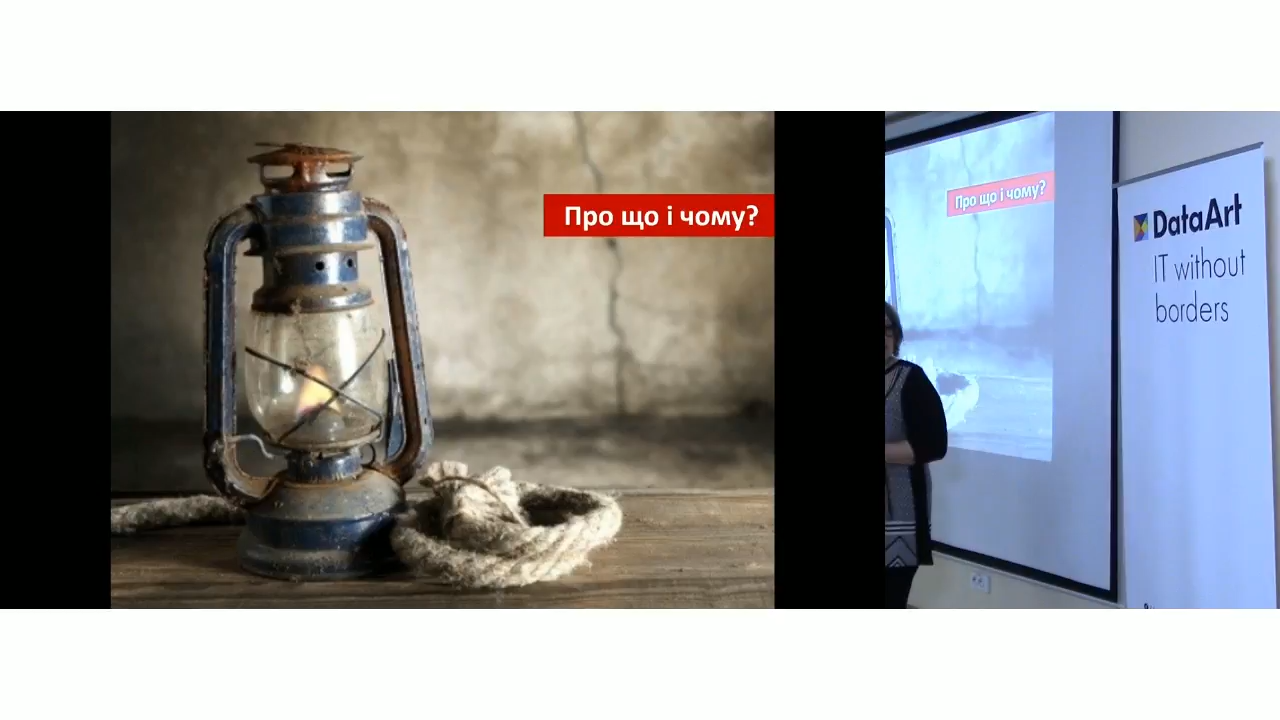 Про що і чому?
Про що і чому?
DataArt
IT without
borders